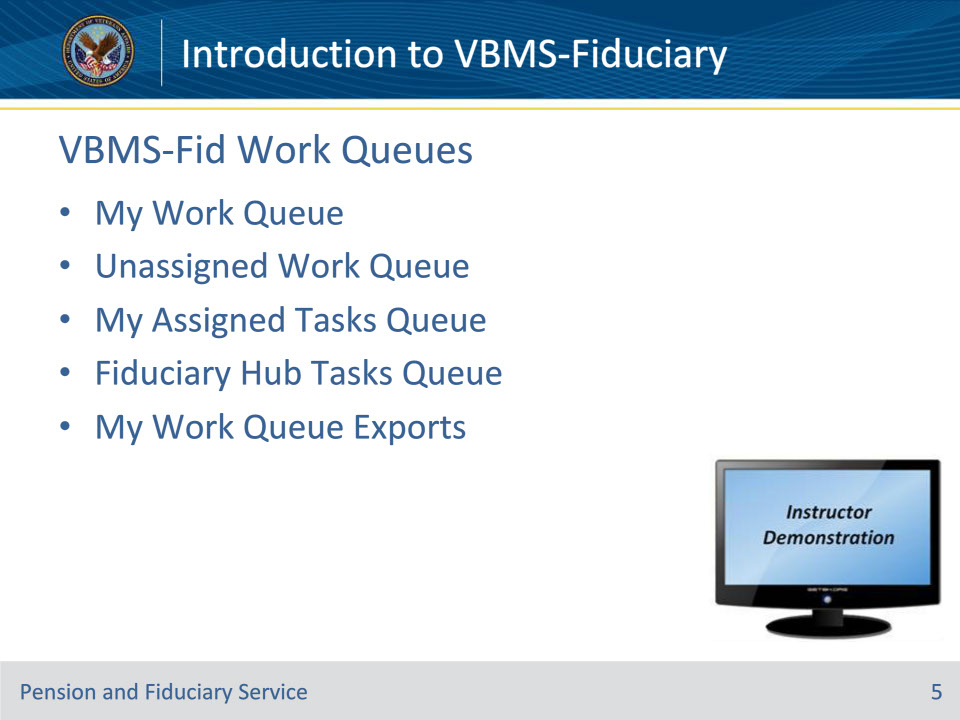 Introduction to VBMS-Fiduciary
VBMS-Fid Work Queues
• My Work Queue
• Unassigned Work Queue
• My Assigned Tasks Queue
• Fiduciary Hub Tasks Queue
• My Work Queue Exports
Instructor
Demonstration
Pension and Fiduciary Service
5